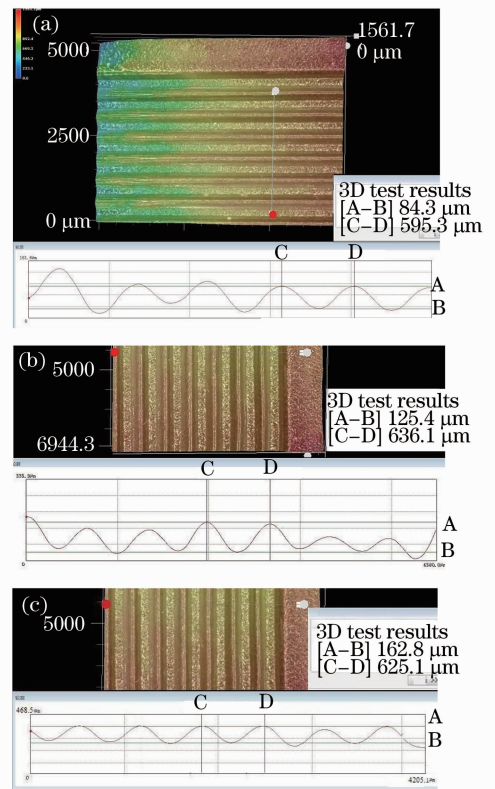 (a)
1561.7
0 μm
5000
2500
0 μm
3D test results
[A−B] 84.3 μm
[C−D] 595.3 μm
C D
A
B
(b)
5000
6944.3
3D test results
[A−B] 125.4 μm
[C−D] 636.1 μm
C D
A
B
0
(c)
5000
3D test results
[A−B] 162.8 μm
[C−D] 625.1 μm
C D
468.5 μm
A
B
0
4205.1μm